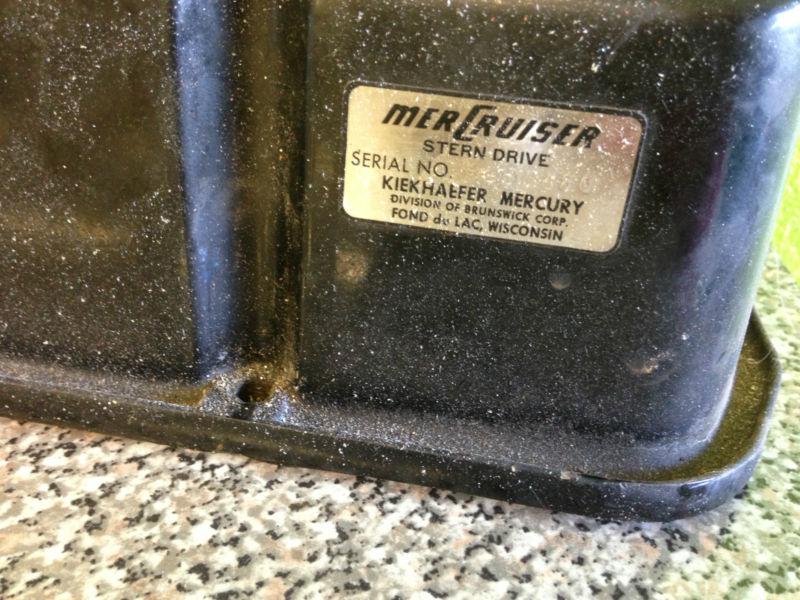 MERCRUISER
STERN DRIVE
SERIAL NO.
KIEKHAEFER MERCURY
DIVISION OF BRUNSWICK CORP.
FOND du LAC, WISCONSIN